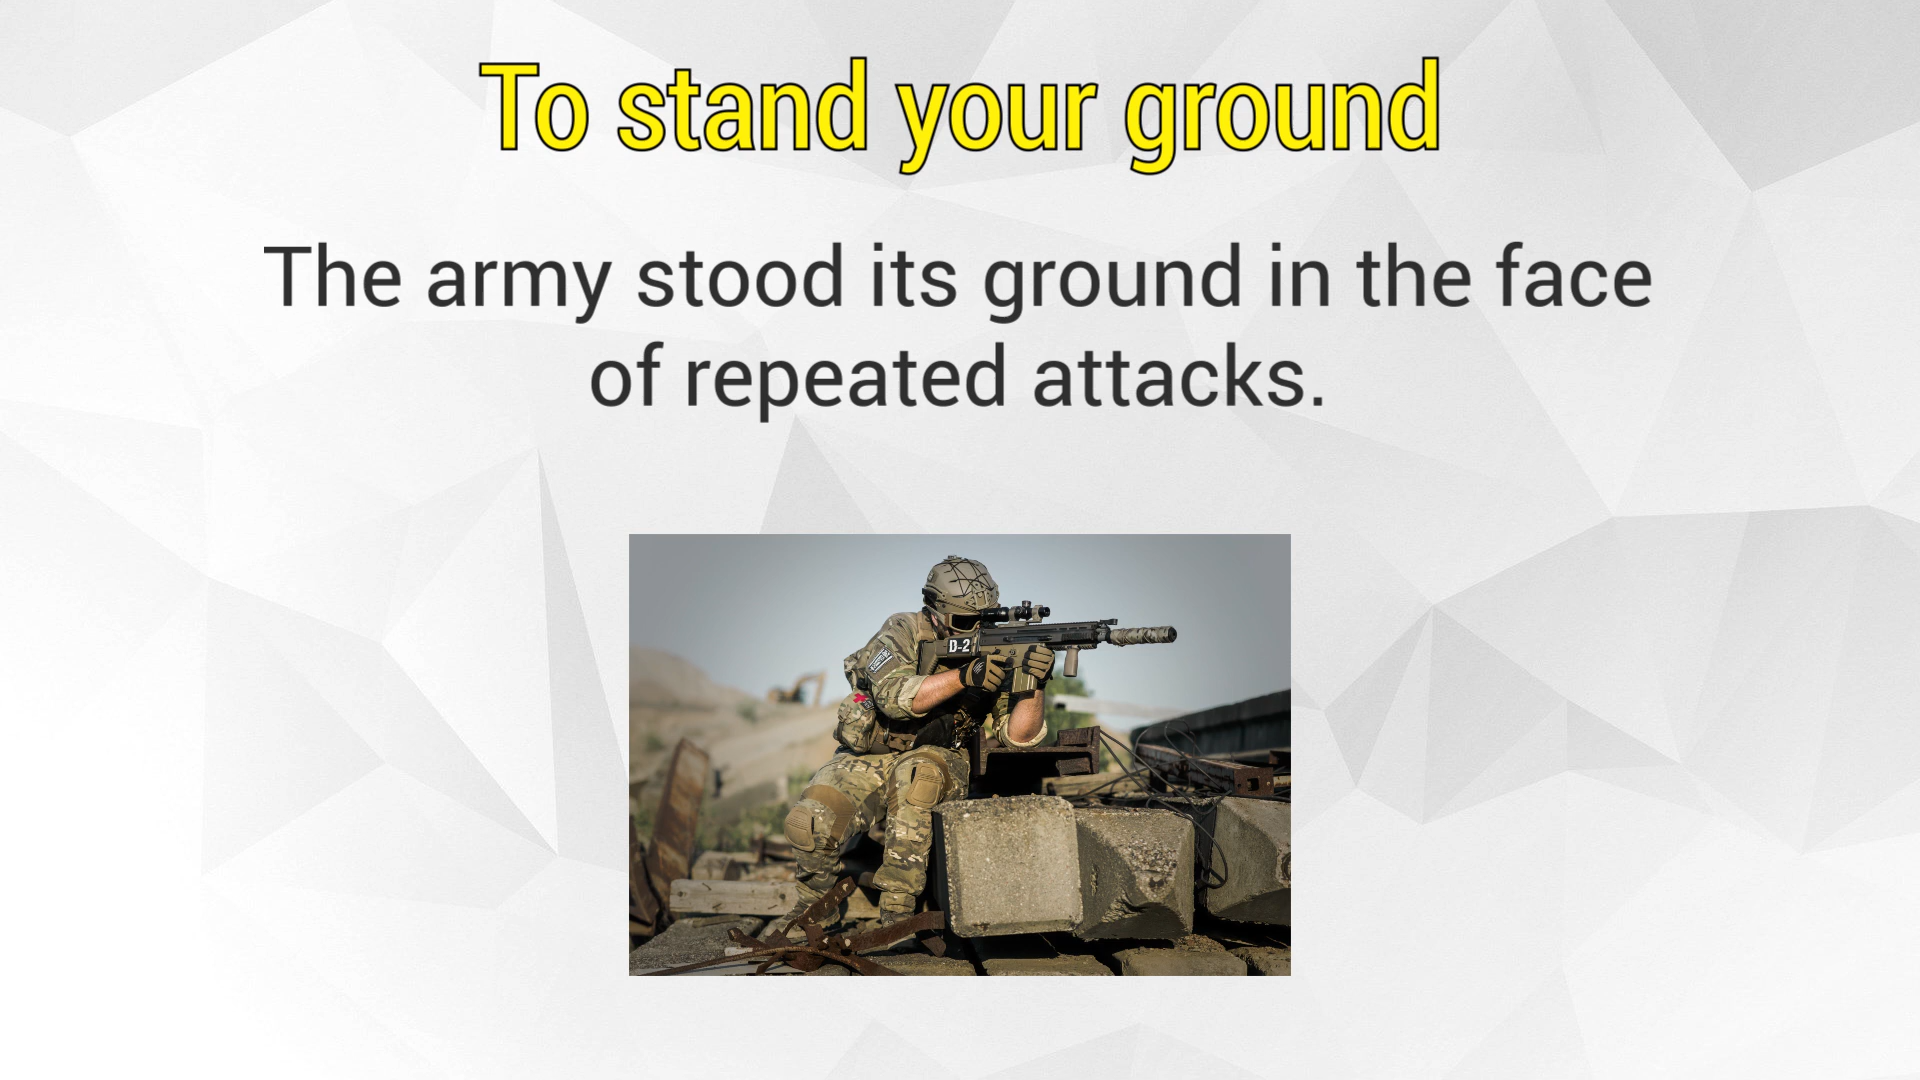 To stand your ground
The army stood its ground in the face
of repeated attacks.
D-2